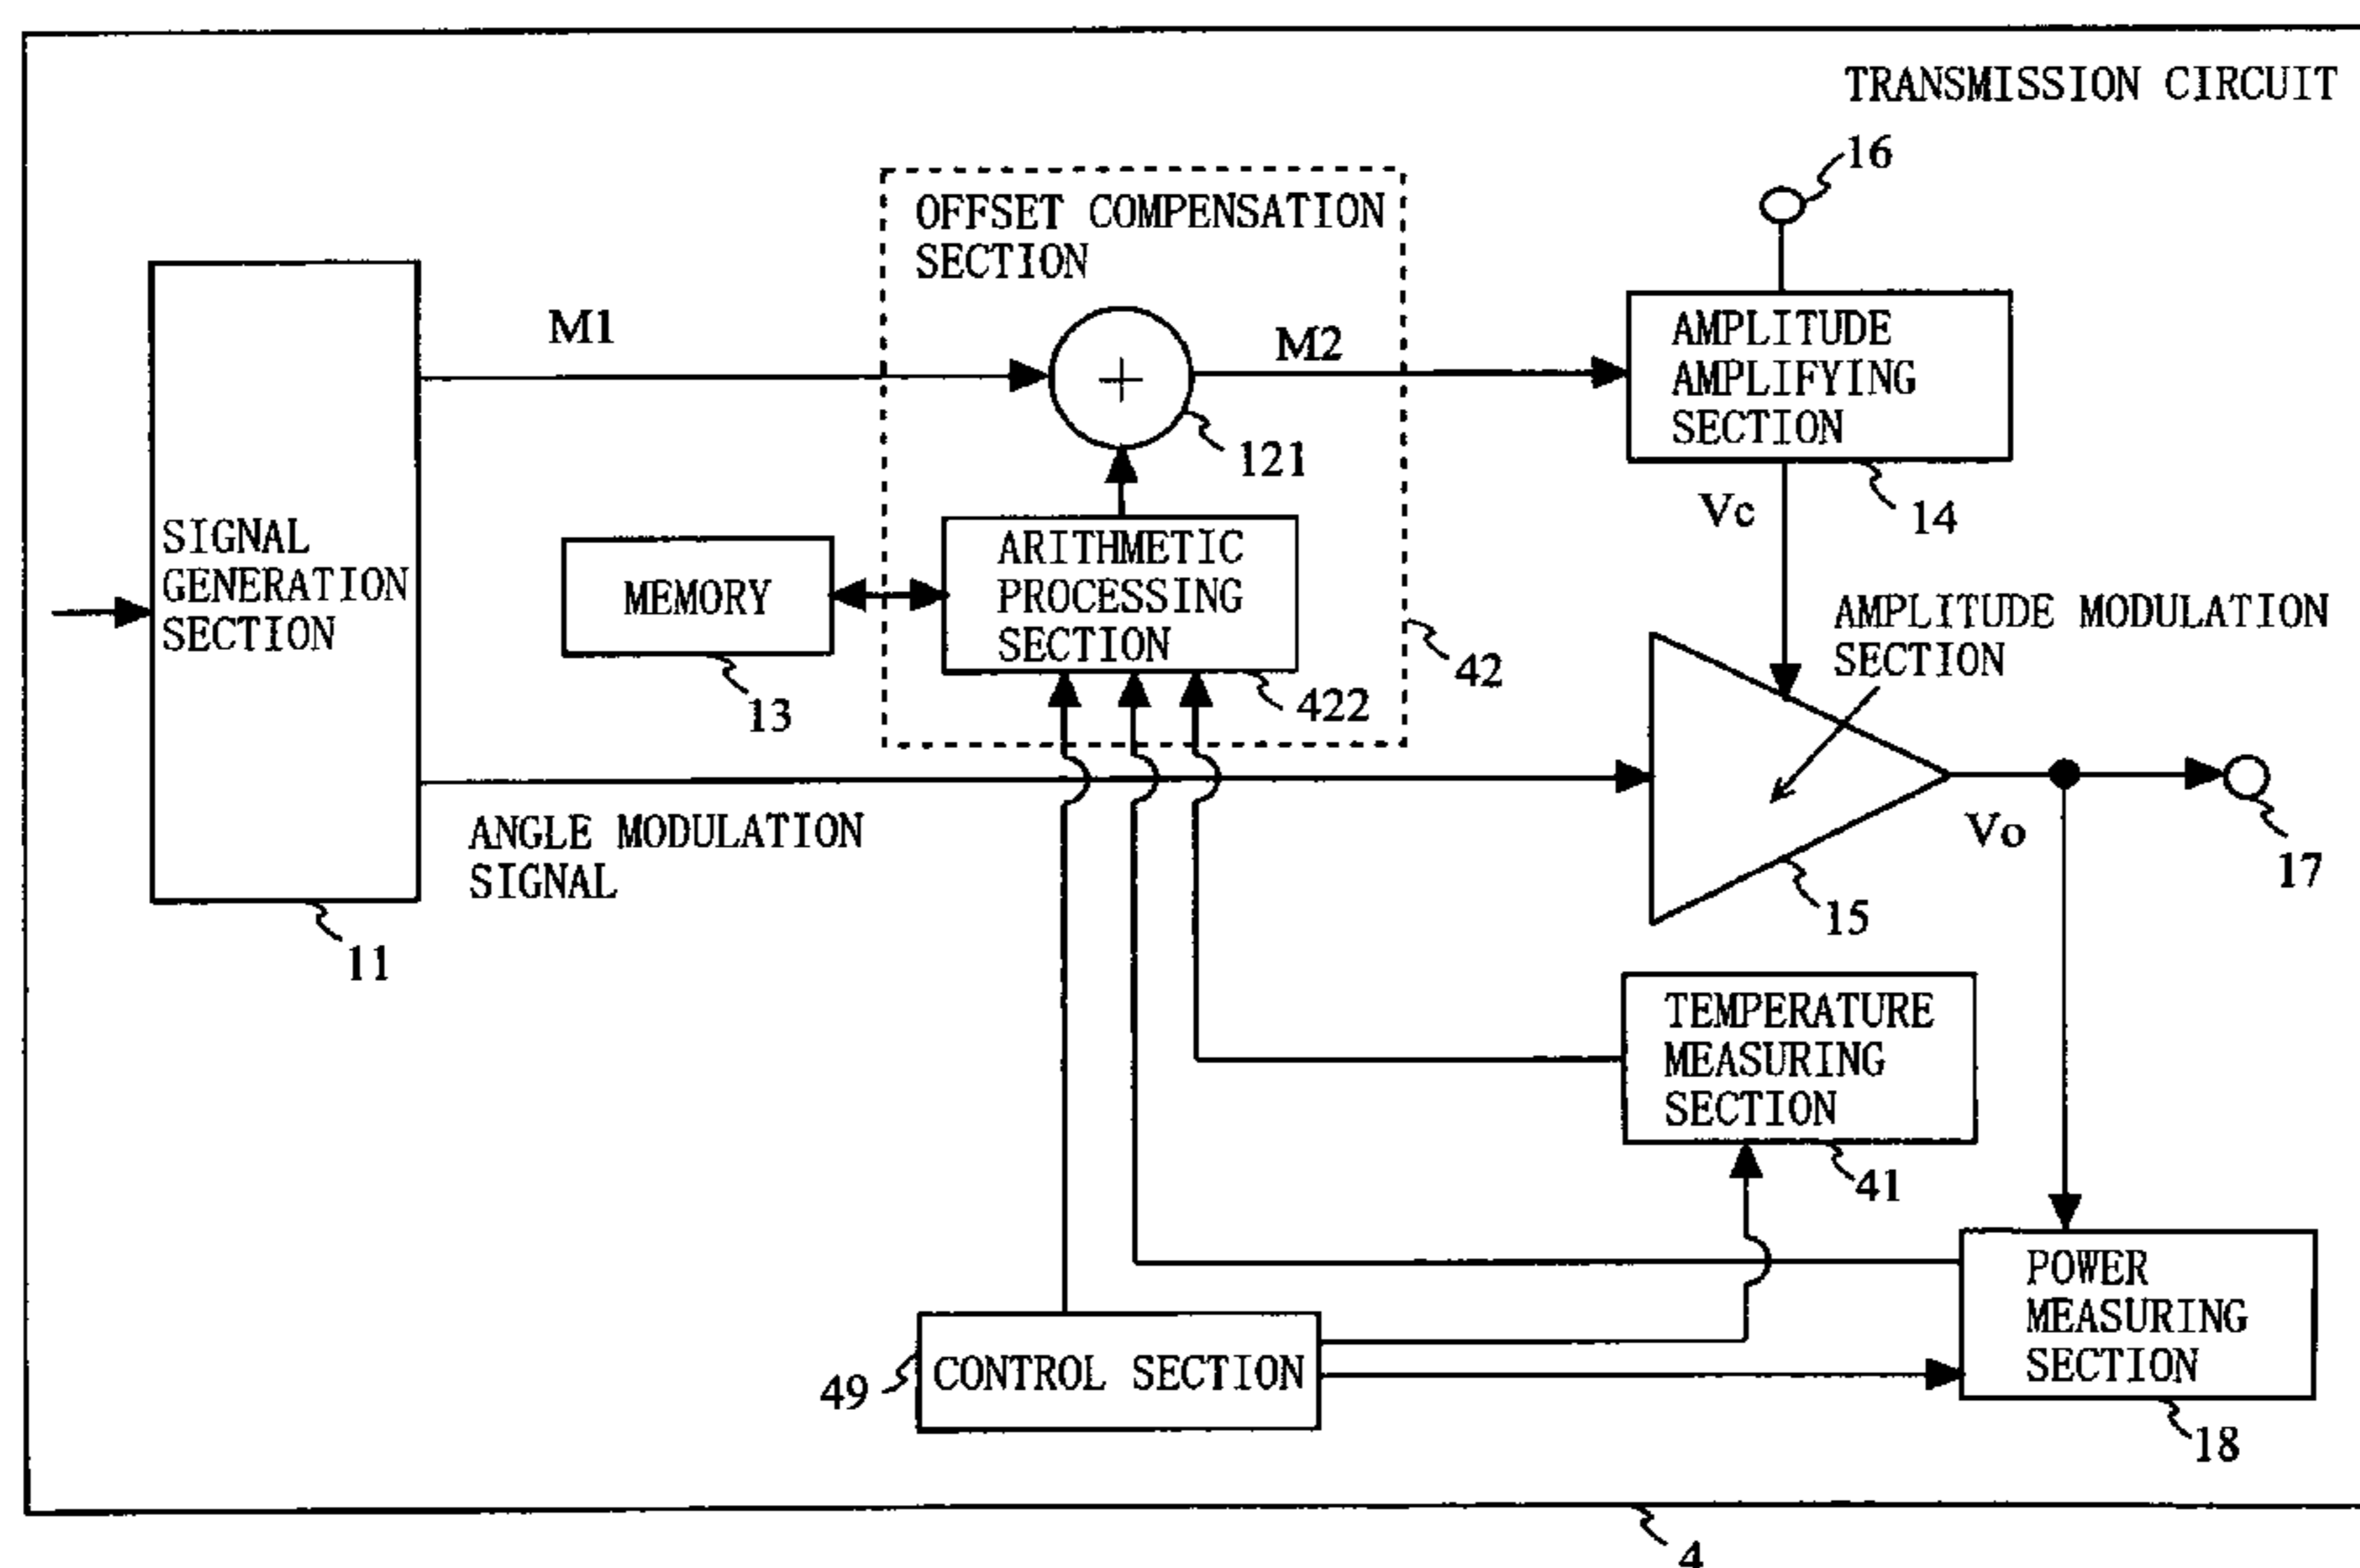 TRANSMISSION CIRCUIT
16
OFFSET COMPENSATION
SECTION
M1
M2
AMPLITUDE
AMPLIFYING
SECTION
121
Vc
14
SIGNAL
GENERATION
SECTION
MEMORY
ARITHMETIC
PROCESSING
SECTION
AMPLITUDE MODULATION
SECTION
42
13
422
ANGLE MODULATION
SIGNAL
Vo
17
15
11
TEMPERATURE
MEASURING
SECTION
41
POWER
MEASURING
SECTION
49
CONTROL SECTION
18
4